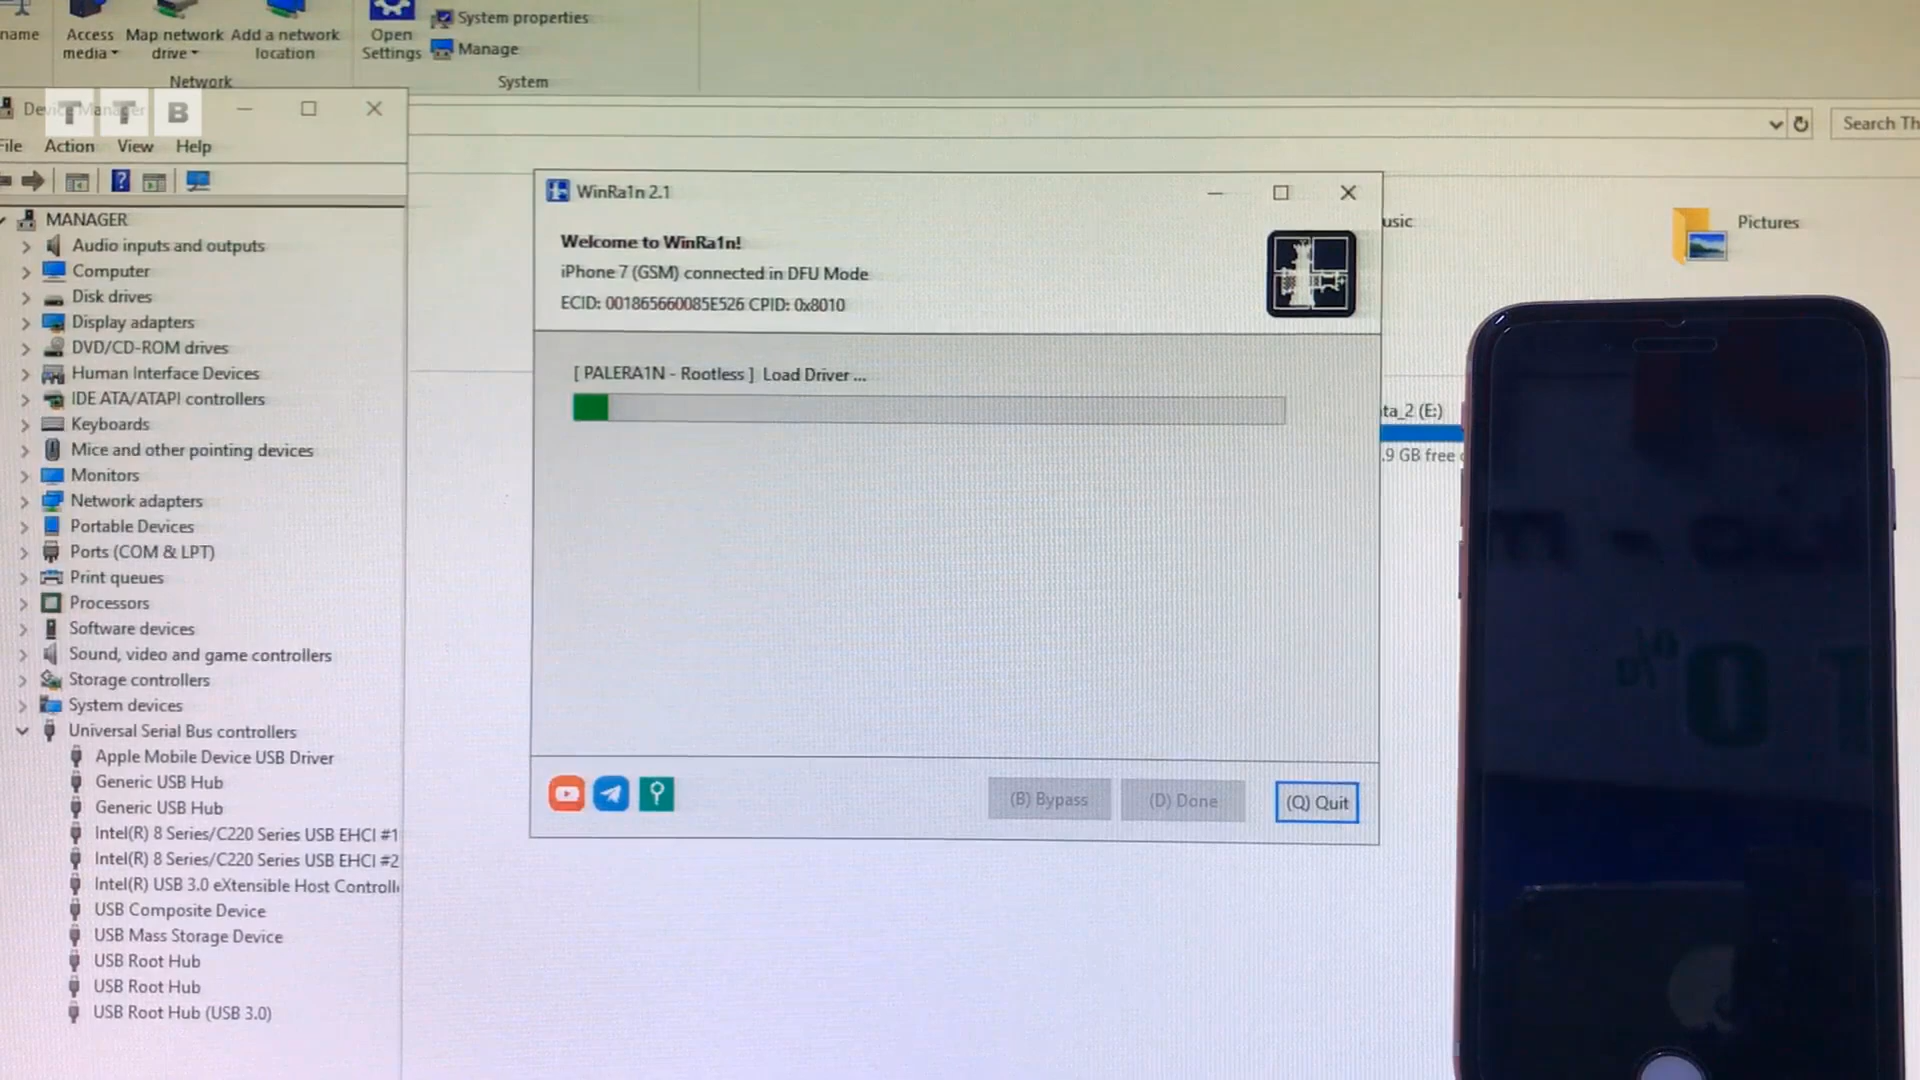 name
Access
media
Map network
drive
Add a network
location
Open
Settings
System properties
Manage
Network
System
Device Manager
T T B
File Action View Help
Search Th
MANAGER
Audio inputs and outputs
Computer
Disk drives
Display adapters
DVD/CD-ROM drives
Human Interface Devices
IDE ATA/ATAPI controllers
Keyboards
Mice and other pointing devices
Monitors
Network adapters
Portable Devices
Ports (COM & LPT)
Print queues
Processors
Software devices
Sound, video and game controllers
Storage controllers
System devices
Universal Serial Bus controllers
Apple Mobile Device USB Driver
Generic USB Hub
Generic USB Hub
Intel(R) 8 Series/C220 Series USB EHCI #1
Intel(R) 8 Series/C220 Series USB EHCI #2
Intel(R) USB 3.0 eXtensible Host Controll
USB Composite Device
USB Mass Storage Device
USB Root Hub
USB Root Hub
USB Root Hub (USB 3.0)
WinRa1n 2.1
Welcome to WinRa1n!
iPhone 7 (GSM) connected in DFU Mode
ECID: 001865660085E526 CPID: 0x8010
[ PALERA1N - Rootless ] Load Driver ...
(B) Bypass
(D) Done
(Q) Quit
usic
Pictures
ta_2 (E:)
.9 GB free